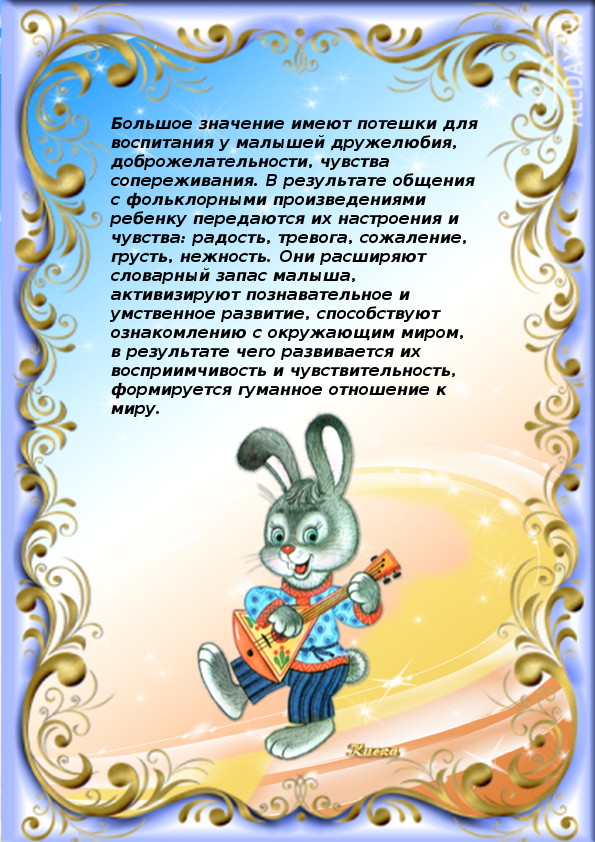 Большое значение имеют потешки для
воспитания у малышей дружелюбия,
доброжелательности, чувства
сопереживания. В результате общения
с фольклорными произведениями
ребенку передаются их настроения и
чувства: радость, тревога, сожаление,
грусть, нежность. Они расширяют
словарный запас малыша,
активизируют познавательное и
умственное развитие, способствуют
ознакомлению с окружающим миром,
в результате чего развивается их
восприимчивость и чувствительность,
формируется гуманное отношение к
миру.
Киска